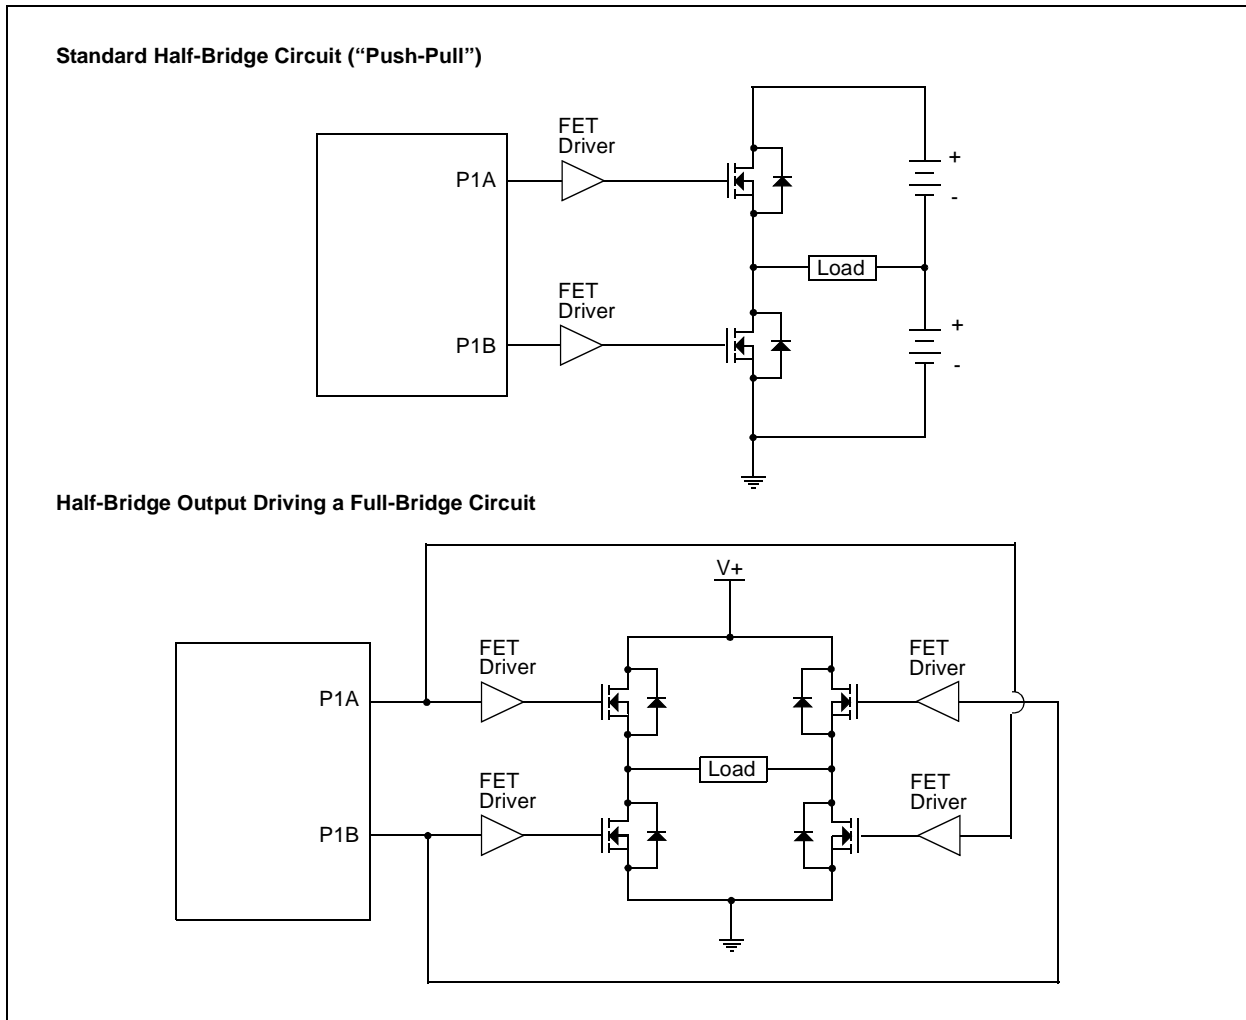 Standard Half-Bridge Circuit (“Push-Pull”)
FET
Driver
P1A
+
-
Load
FET
Driver
P1B
+
-
Half-Bridge Output Driving a Full-Bridge Circuit
V+
FET
Driver
FET
Driver
P1A
Load
FET
Driver
FET
Driver
P1B